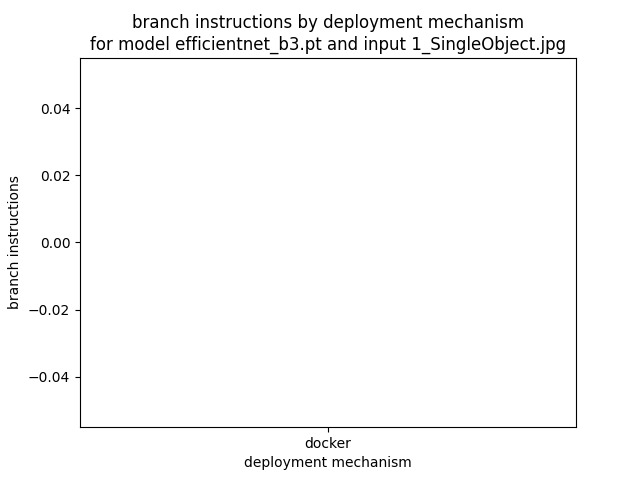 branch instructions by deployment mechanism
for model efficientnet_b3.pt and input 1_SingleObject.jpg
0.04
0.02
0.00
−0.02
−0.04
branch instructions
docker
deployment mechanism